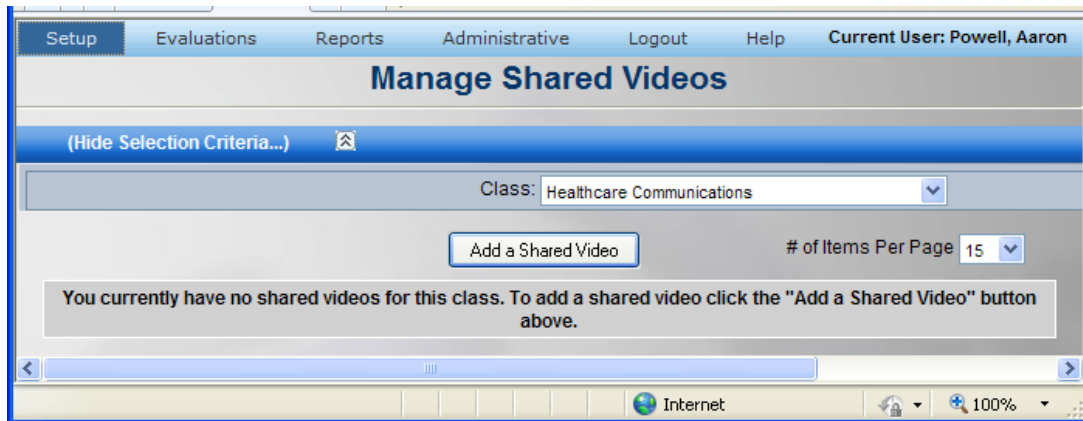 Setup Evaluations Reports Administrative Logout Help Current User: Powell, Aaron
Manage Shared Videos
(Hide Selection Criteria...)
Class: Healthcare Communications
Add a Shared Video # of Items Per Page 15
You currently have no shared videos for this class. To add a shared video click the "Add a Shared Video" button
above.
Internet 100%